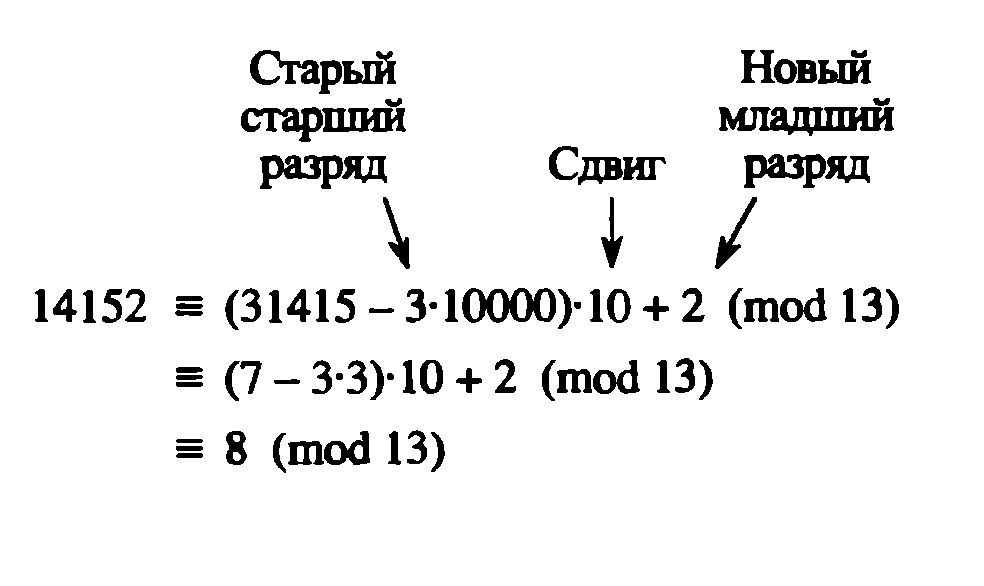 Старый
старший
разряд
Сдвиг
Новый
младший
разряд
14152 ≡ (31415 – 3·10000)·10 + 2 (mod 13)
≡ (7 – 3·3)·10 + 2 (mod 13)
≡ 8 (mod 13)